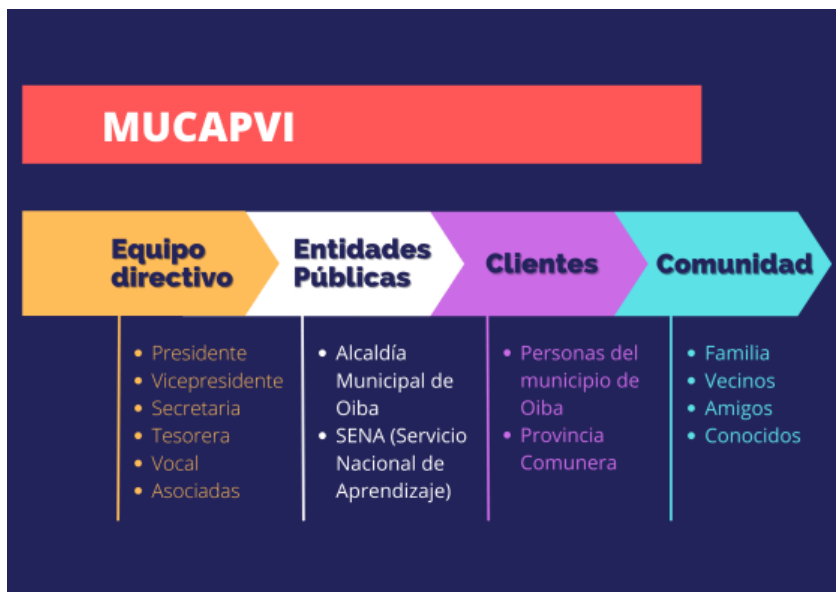 MUCAPVI
Equipo
directivo
• Presidente
• Vicepresidente
• Secretaria
• Tesorera
• Vocal
• Asociadas
Entidades
Públicas
• Alcaldía
Municipal de
Oiba
• SENA (Servicio
Nacional de
Aprendizaje)
Clientes
• Personas del
municipio de
Oiba
• Provincia
Comunera
Comunidad
• Familia
• Vecinos
• Amigos
• Conocidos